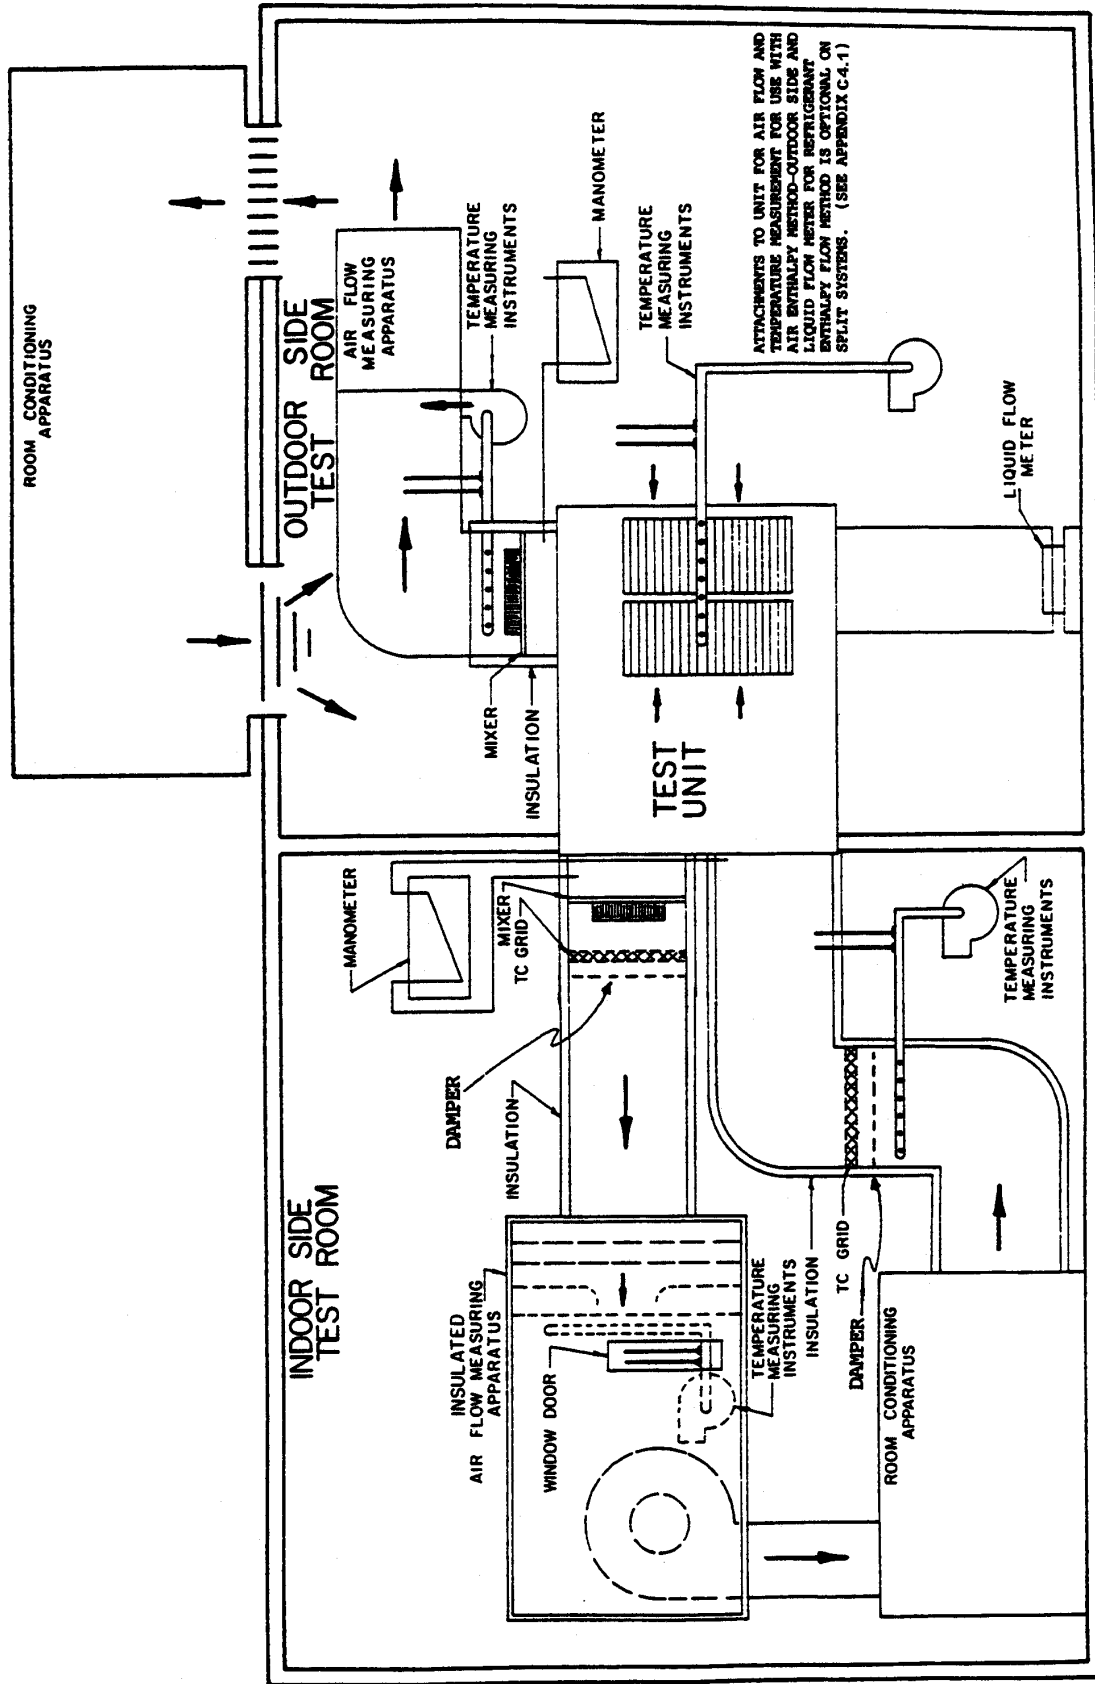 ROOM CONDITIONING
APPARATUS
OUTDOOR SIDE
TEST ROOM
AIR FLOW
MEASURING
APPARATUS
TEMPERATURE
MEASURING
INSTRUMENTS
MANOMETER
TEMPERATURE
MEASURING
INSTRUMENTS
ATTACHMENTS TO UNIT FOR AIR FLOW AND
TEMPERATURE MEASUREMENT FOR USE WITH
AIR ENTHALPY METHOD-OUTDOOR SIDE AND
LIQUID FLOW METER FOR REFRIGERANT
ENTHALPY FLOW METHOD IS OPTIONAL ON
SPLIT SYSTEMS. (SEE APPENDIX C4.1)
LIQUID FLOW
METER
MIXER
INSULATION
TEST
UNIT
INDOOR SIDE
TEST ROOM
MANOMETER
MIXER
TC GRID
DAMPER
INSULATION
INSULATED
AIR FLOW MEASURING
APPARATUS
WINDOW DOOR
TEMPERATURE
MEASURING
INSTRUMENTS
INSULATION
TC GRID
DAMPER
ROOM CONDITIONING
APPARATUS
TEMPERATURE
MEASURING
INSTRUMENTS